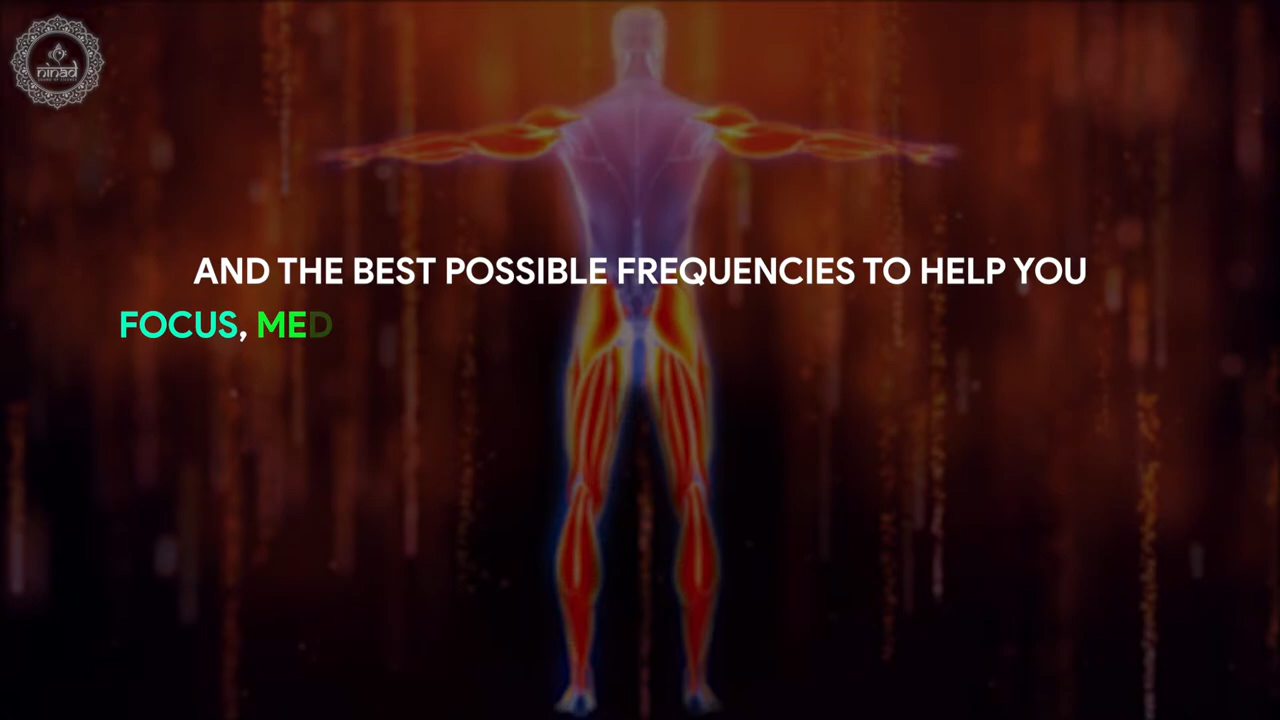 ninad
AND THE BEST POSSIBLE FREQUENCIES TO HELP YOU
FOCUS, MED